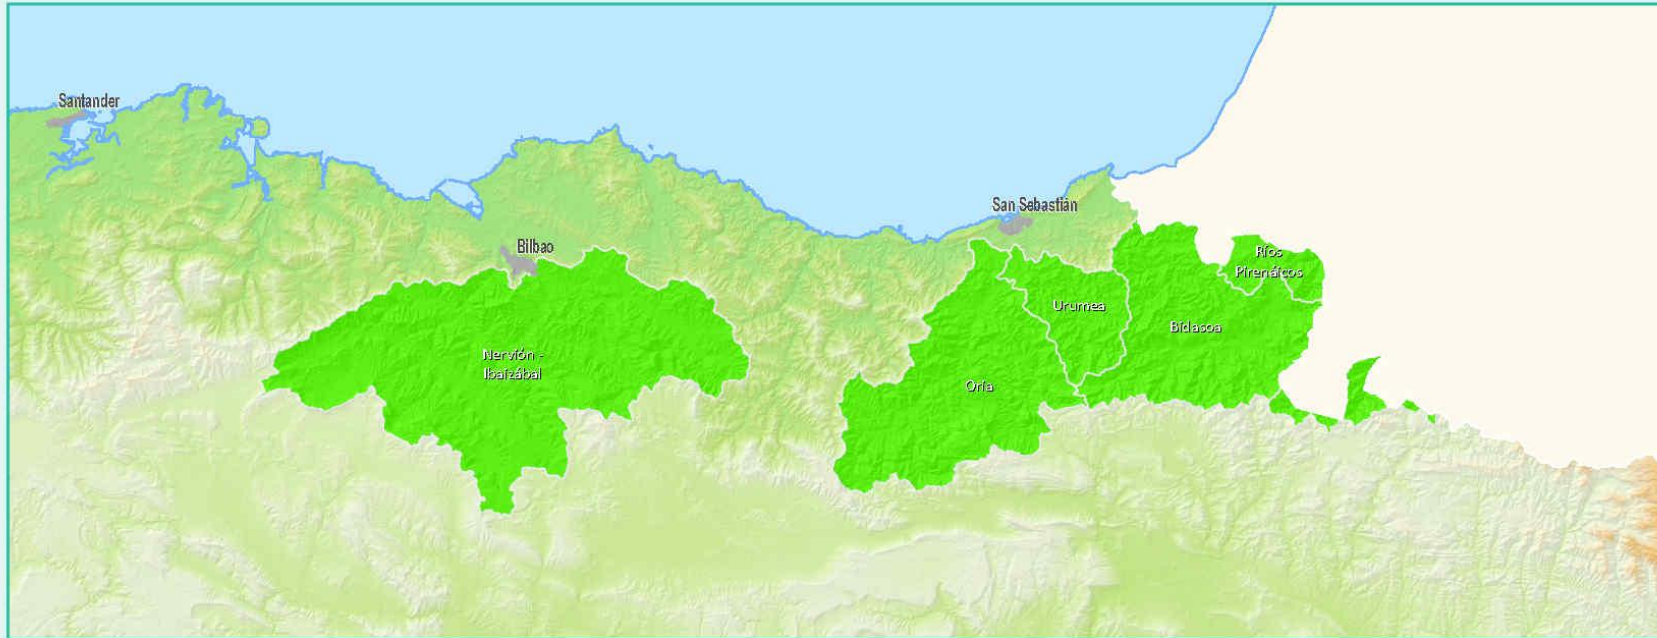 Santander
San Sebastián
Bilbao
Ríos
Pirenáicos
Urumea
Bidasoa
Nervión -
Ibaizábal
Oria